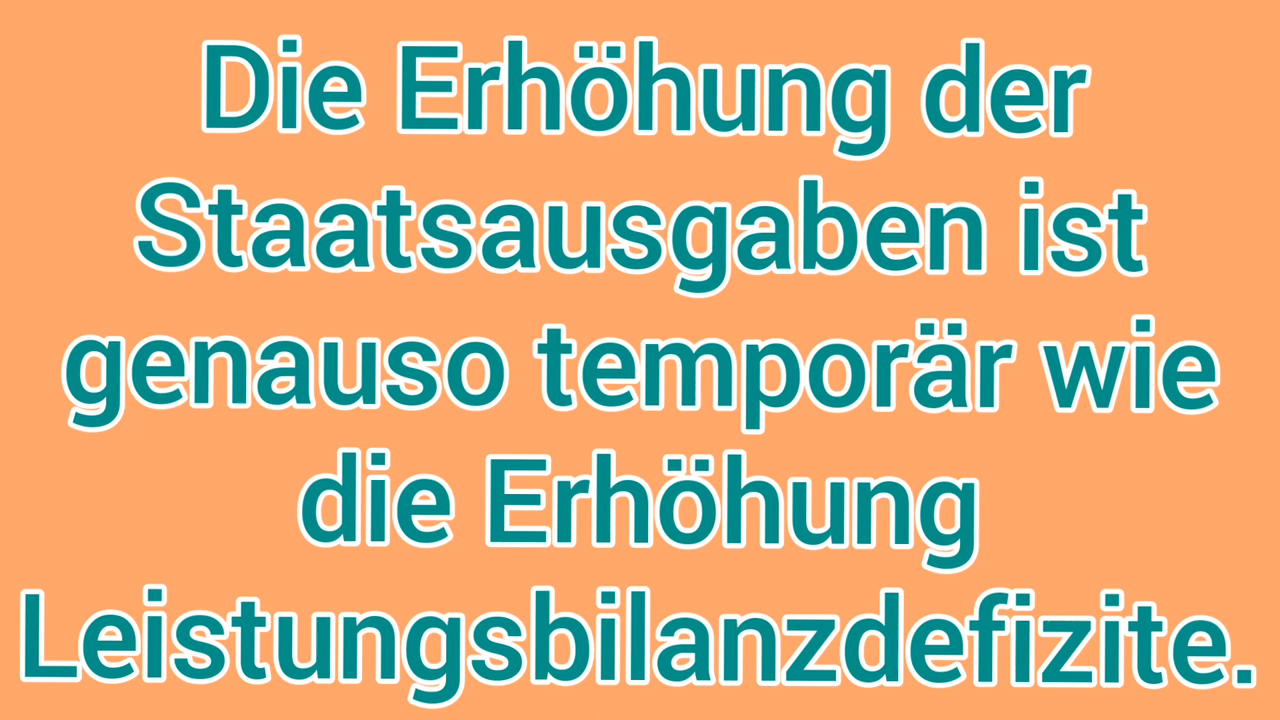 Die Erhöhung der
Staatsausgaben ist
genauso temporär wie
die Erhöhung
Leistungsbilanzdefizite.